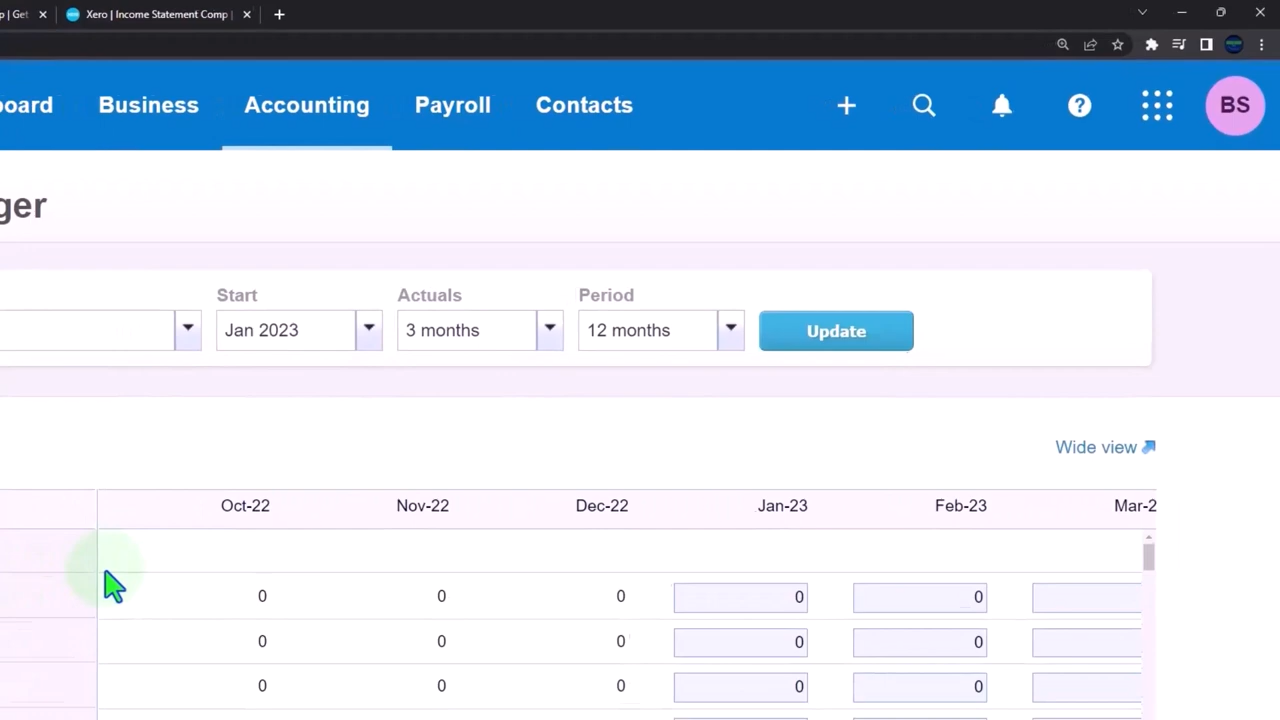 p | Get
Xero | Income Statement Comp
board Business Accounting Payroll Contacts
BS
ger
Start Actuals Period
Jan 2023 3 months 12 months Update
Wide view
Oct-22 Nov-22 Dec-22 Jan-23 Feb-23 Mar-2
0 0 0 0 0
0 0 0 0 0
0 0 0 0 0